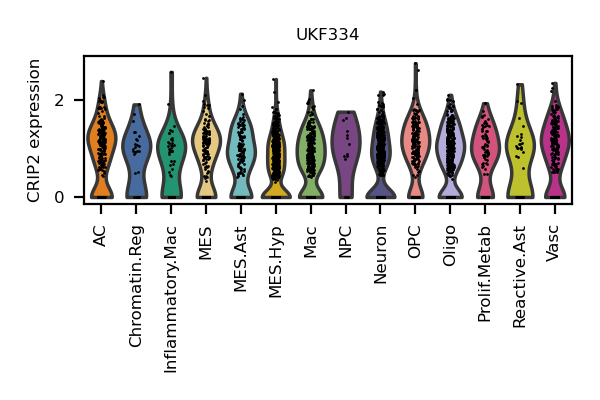 UKF334
CRIP2 expression
2
0
AC
Chromatin.Reg
Inflammatory.Mac
MES
MES.Ast
MES.Hyp
Mac
NPC
Neuron
OPC
Oligo
Prolif.Metab
Reactive.Ast
Vasc